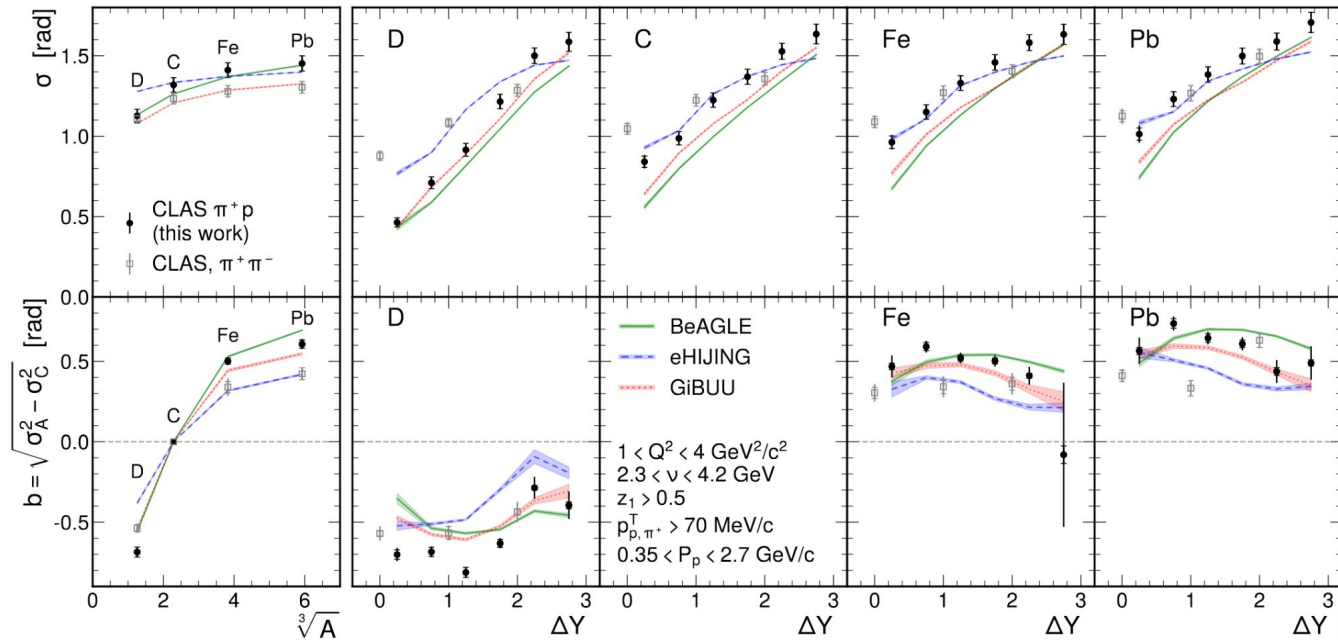 σ [rad]
1.5
1.0
0.5
0.0
D
C
Fe
Pb
CLAS π⁺p
(this work)
CLAS, π⁺π⁻
D
C
Fe
Pb
b = √(σ²_A − σ²_C) [rad]
0.5
0.0
-0.5
D
C
Fe
Pb
D
BeAGLE
eHIJING
GiBUU
1 < Q² < 4 GeV²/c²
2.3 < ν < 4.2 GeV
z₁ > 0.5
p^T_{p, π⁺} > 70 MeV/c
0.35 < P_p < 2.7 GeV/c
Fe
Pb
0 2 4 6
∛A
0 1 2 3
ΔY
0 1 2 3
ΔY
0 1 2 3
ΔY
0 1 2 3
ΔY